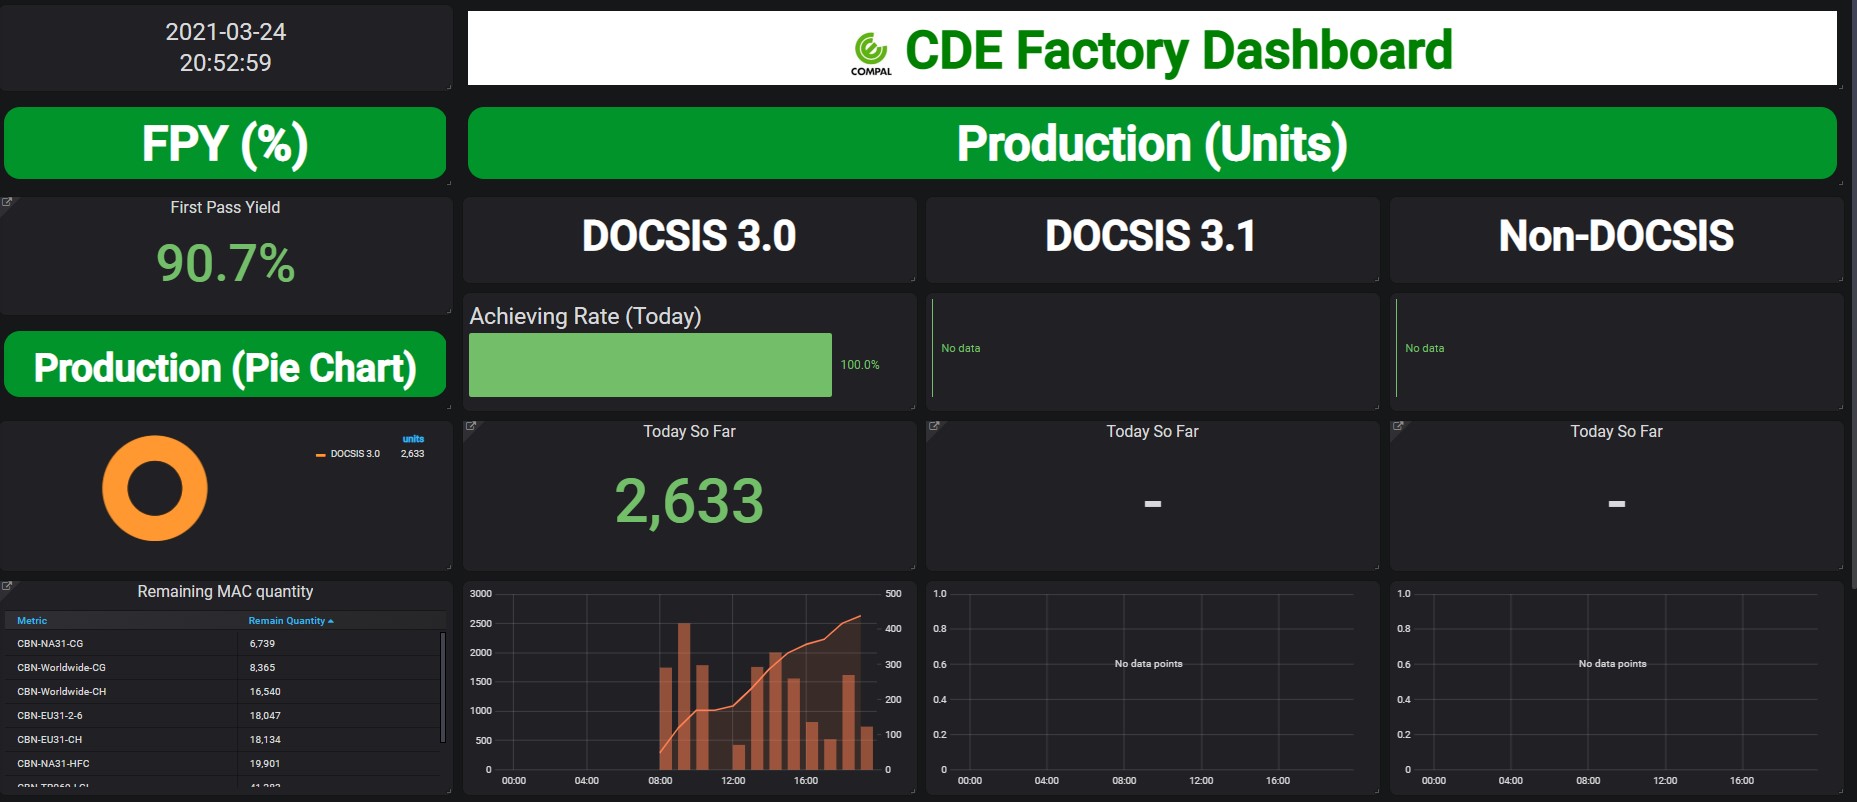 2021-03-24
20:52:59
COMPAL
CDE Factory Dashboard
FPY (%)
Production (Units)
First Pass Yield
90.7%
DOCSIS 3.0
DOCSIS 3.1
Non-DOCSIS
Achieving Rate (Today)
100.0%
No data
No data
Production (Pie Chart)
units
DOCSIS 3.0 2,633
Today So Far
2,633
Today So Far
-
Today So Far
-
Remaining MAC quantity
Metric Remain Quantity
CBN-NA31-CG 6,739
CBN-Worldwide-CG 8,365
CBN-Worldwide-CH 16,540
CBN-EU31-2-6 18,047
CBN-EU31-CH 18,134
CBN-NA31-HFC 19,901
3000
2500
2000
1500
1000
500
0
500
400
300
200
100
0
00:00 04:00 08:00 12:00 16:00
1.0
0.8
0.6
0.4
0.2
0
No data points
00:00 04:00 08:00 12:00 16:00
1.0
0.8
0.6
0.4
0.2
0
No data points
00:00 04:00 08:00 12:00 16:00